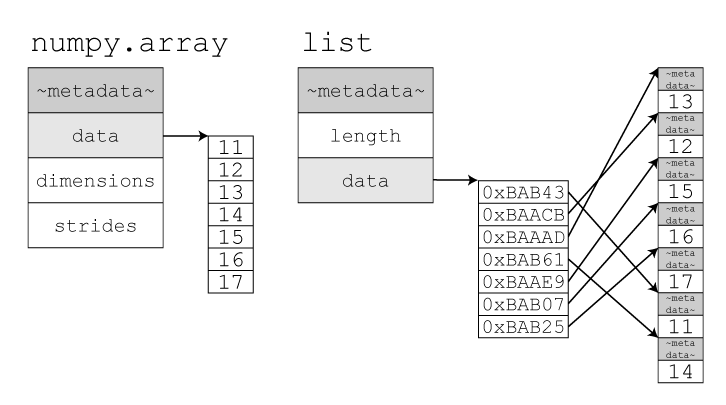 numpy.array
~metadata~
data
dimensions
strides
11
12
13
14
15
16
17
list
~metadata~
length
data
0xBAB43
0xBAACB
0xBAAAD
0xBAB61
0xBAAE9
0xBAB07
0xBAB25
~meta
data~
13
~meta
data~
12
~meta
data~
15
~meta
data~
16
~meta
data~
17
~meta
data~
11
~meta
data~
14